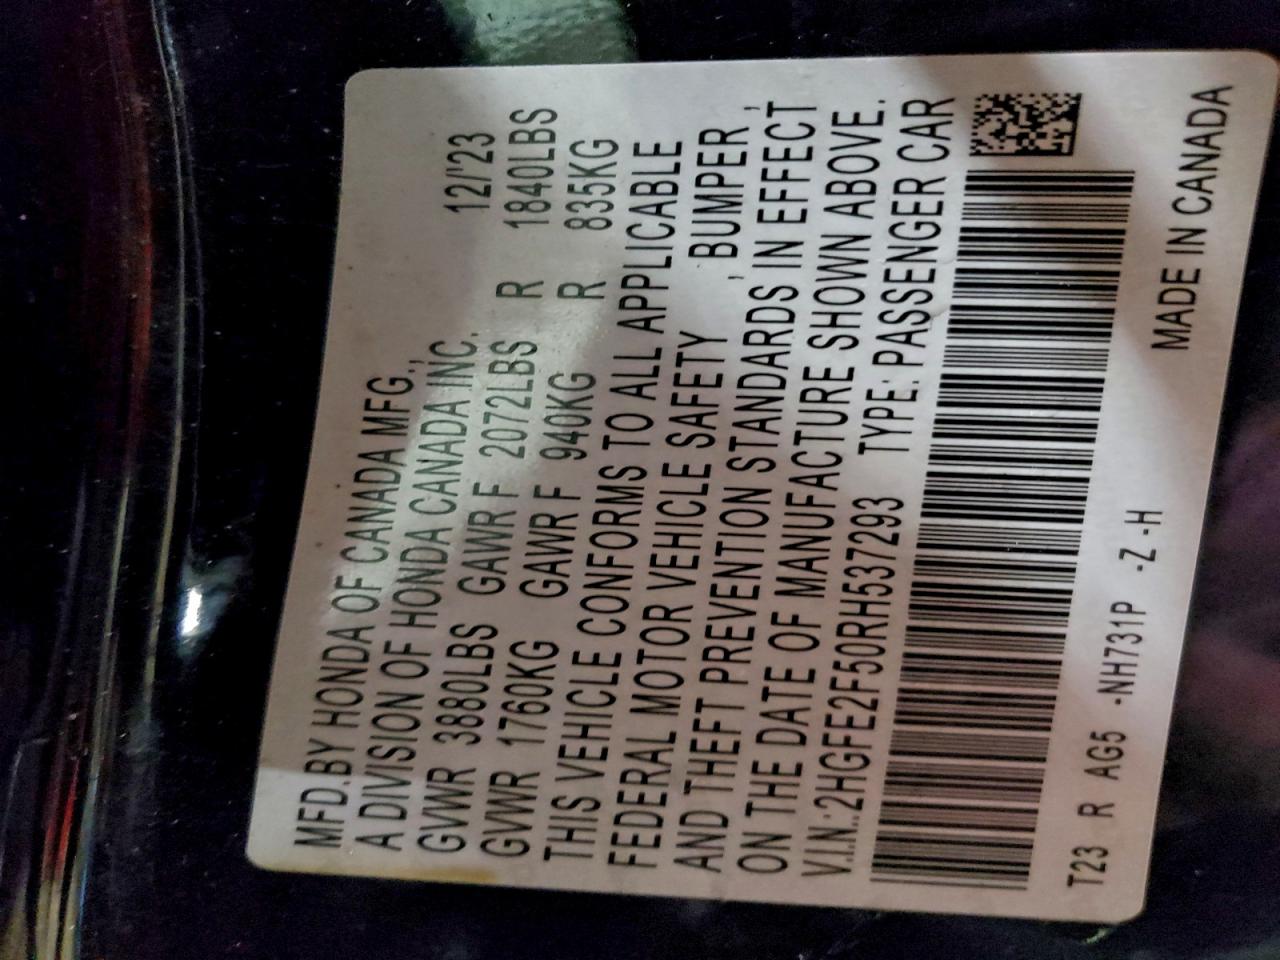 MFD.BY HONDA OF CANADA MFG.,
A DIVISION OF HONDA CANADA INC. 12/'23
GVWR 3880LBS GAWR F 2072LBS R 1840LBS
GVWR 1760KG GAWR F 940KG R 835KG
THIS VEHICLE CONFORMS TO ALL APPLICABLE
FEDERAL MOTOR VEHICLE SAFETY , BUMPER ,
AND THEFT PREVENTION STANDARDS IN EFFECT
ON THE DATE OF MANUFACTURE SHOWN ABOVE.
V.I.N.:2HGFE2F50RH537293 TYPE: PASSENGER CAR
T23 R AG5 -NH731P -Z -H MADE IN CANADA